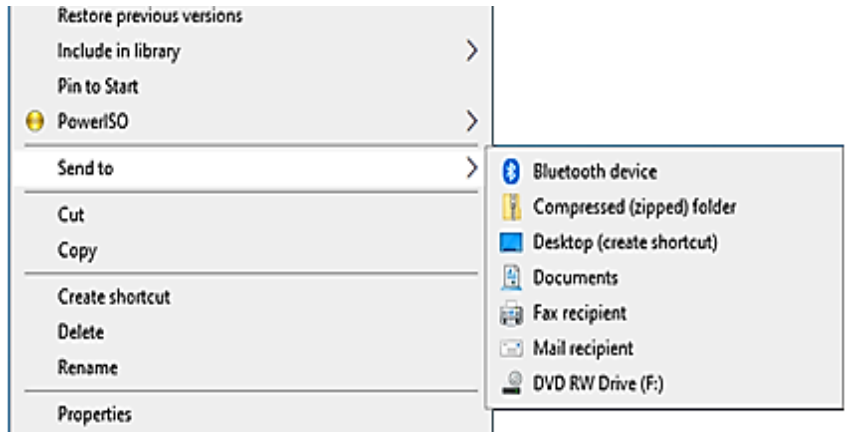 Restore previous versions
Include in library
Pin to Start
PowerISO
Send to
Cut
Copy
Create shortcut
Delete
Rename
Properties
Bluetooth device
Compressed (zipped) folder
Desktop (create shortcut)
Documents
Fax recipient
Mail recipient
DVD RW Drive (F:)